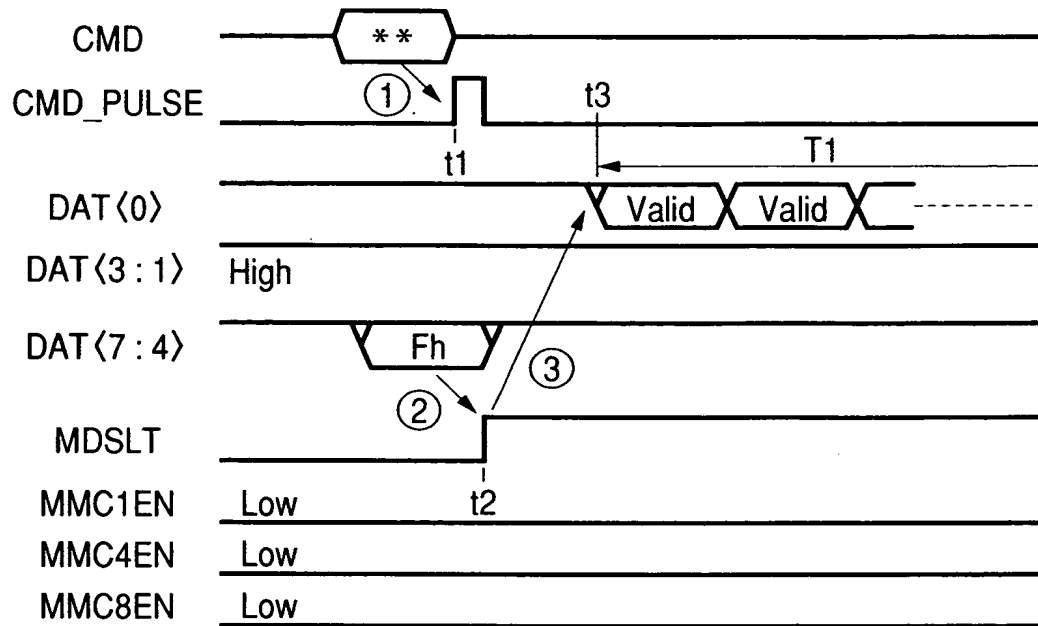 CMD **
① 
CMD_PULSE t3
t1 T1
DAT⟨0⟩ Valid Valid
DAT⟨3 : 1⟩ High
DAT⟨7 : 4⟩ Fh
③
②
MDSLT
t2
MMC1EN Low
MMC4EN Low
MMC8EN Low